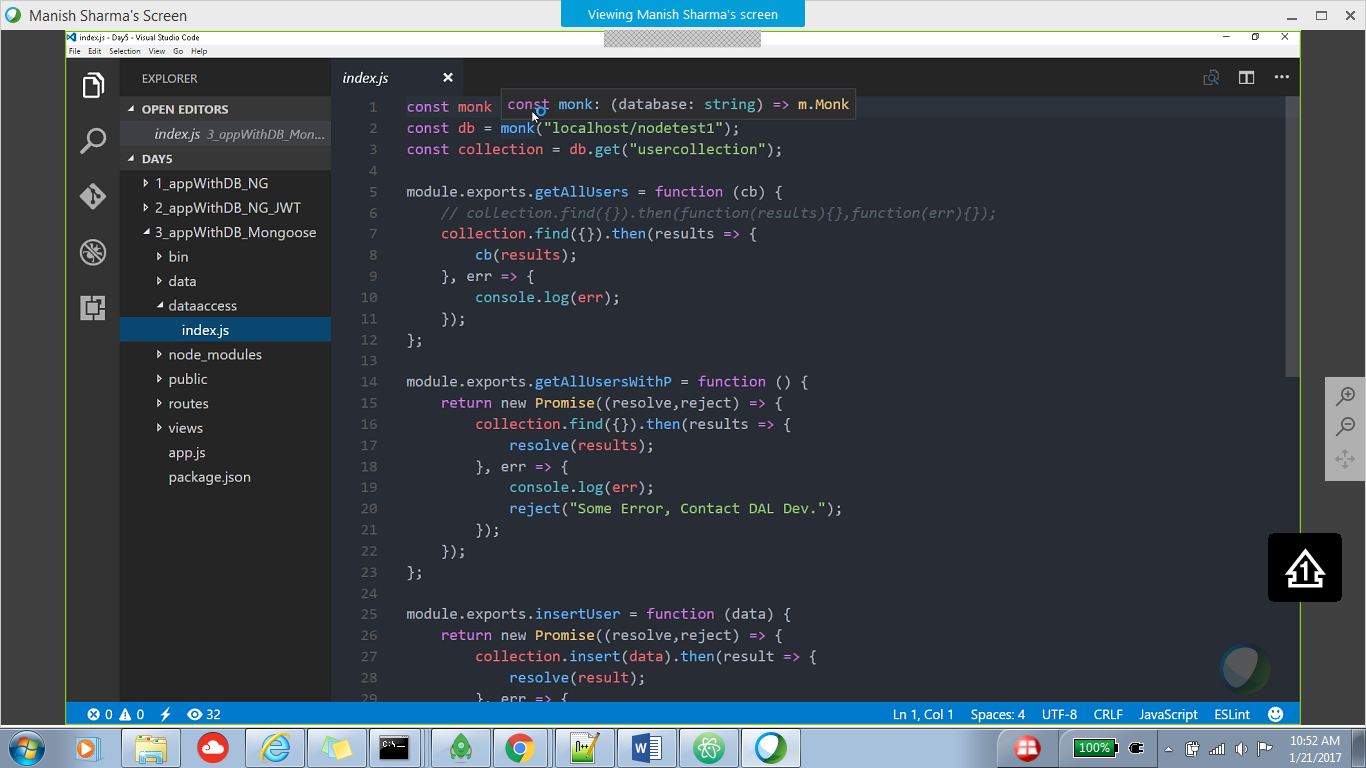 Manish Sharma's Screen
Viewing Manish Sharma's screen
index.js - Day5 - Visual Studio Code
File Edit Selection View Go Help
EXPLORER
OPEN EDITORS
index.js 3_appWithDB_Mon...
DAY5
1_appWithDB_NG
2_appWithDB_NG_JWT
3_appWithDB_Mongoose
bin
data
dataaccess
index.js
node_modules
public
routes
views
app.js
package.json
index.js
const monk: (database: string) => m.Monk
1 const monk
2 const db = monk("localhost/nodetest1");
3 const collection = db.get("usercollection");
4
5 module.exports.getAllUsers = function (cb) {
6 // collection.find({}).then(function(results){},function(err){});
7 collection.find({}).then(results => {
8 cb(results);
9 }, err => {
10 console.log(err);
11 });
12 };
13
14 module.exports.getAllUsersWithP = function () {
15 return new Promise((resolve,reject) => {
16 collection.find({}).then(results => {
17 resolve(results);
18 }, err => {
19 console.log(err);
20 reject("Some Error, Contact DAL Dev.");
21 });
22 });
23 };
24
25 module.exports.insertUser = function (data) {
26 return new Promise((resolve,reject) => {
27 collection.insert(data).then(result => {
28 resolve(result);
29 }, err => {
1
0 0 32
Ln 1, Col 1 Spaces: 4 UTF-8 CRLF JavaScript ESLint
100%
10:52 AM
1/21/2017